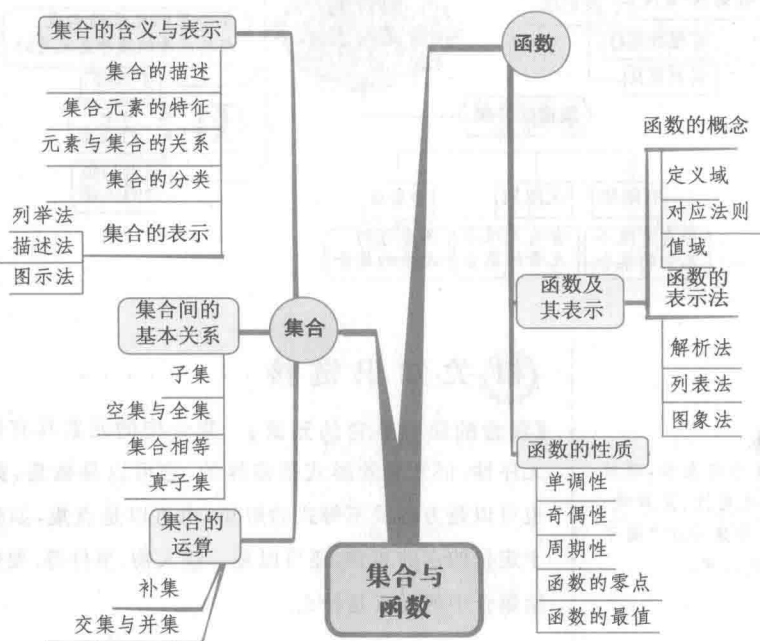 集合的含义与表示
集合的描述
集合元素的特征
元素与集合的关系
集合的分类
集合的表示
列举法
描述法
图示法
集合间的
基本关系
子集
空集与全集
集合相等
真子集
集合的
运算
补集
交集与并集
集合
函数
函数及
其表示
函数的概念
定义域
对应法则
值域
函数的
表示法
解析法
列表法
图象法
函数的性质
单调性
奇偶性
周期性
函数的零点
函数的最值
集合与
函数